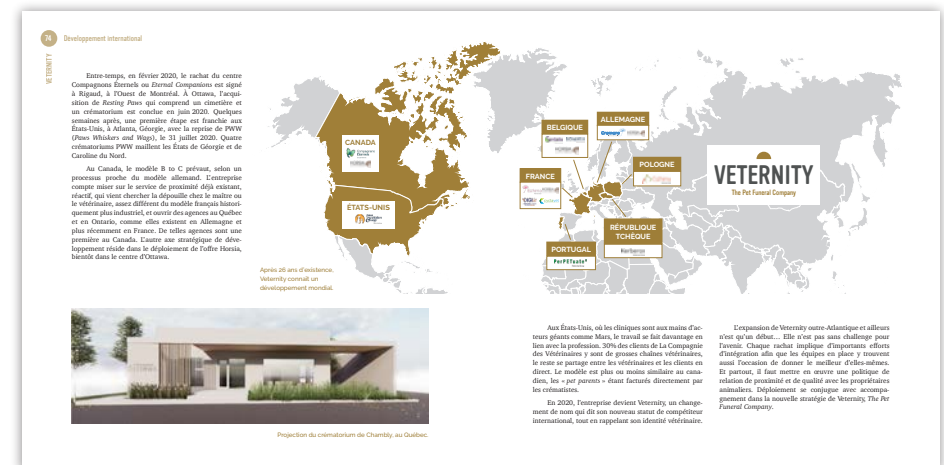 74 Développement international
VETERNITY
Entre-temps, en février 2020, le rachat du centre
Compagnons Éternels ou Eternal Companions est signé
à Rigaud, à l'Ouest de Montréal. À Ottawa, l'acqui-
sition de Resting Paws qui comprend un cimetière et
un crématorium est conclue en juin 2020. Quelques
semaines après, une première étape est franchie aux
États-Unis, à Atlanta, Géorgie, avec la reprise de PWW
(Paws Whiskers and Wags), le 31 juillet 2020. Quatre
crématoriums PWW maillent les États de Géorgie et de
Caroline du Nord.
Au Canada, le modèle B to C prévaut, selon un
processus proche du modèle allemand. L'entreprise
compte miser sur le service de proximité déjà existant,
réactif, qui vient chercher la dépouille chez le maître ou
le vétérinaire, assez différent du modèle français histori-
quement plus industriel, et ouvrir des agences au Québec
et en Ontario, comme elles existent en Allemagne et
plus récemment en France. De telles agences sont une
première au Canada. L'autre axe stratégique de déve-
loppement réside dans le déploiement de l'offre Horsia,
bientôt dans le centre d'Ottawa.
Après 26 ans d'existence,
Veternity connaît un
développement mondial.
CANADA
ÉTATS-UNIS
BELGIQUE
ALLEMAGNE
POLOGNE
FRANCE
RÉPUBLIQUE
TCHÈQUE
PORTUGAL
PerPETuate
VETERNITY
The Pet Funeral Company
Projection du crématorium de Chambly, au Québec.
Aux États-Unis, où les cliniques sont aux mains d'ac-
teurs géants comme Mars, le travail se fait davantage en
lien avec la profession. 30% des clients de La Compagnie
des Vétérinaires y sont de grosses chaînes vétérinaires,
le reste se partage entre les vétérinaires et les clients en
direct. Le modèle est plus ou moins similaire au cana-
dien, les « pet parents » étant facturés directement par
les crématistes.
En 2020, l'entreprise devient Veternity, un change-
ment de nom qui dit son nouveau statut de compétiteur
international, tout en rappelant son identité vétérinaire.
L'expansion de Veternity outre-Atlantique et ailleurs
n'est qu'un début... Elle n'est pas sans challenge pour
l'avenir. Chaque rachat implique d'importants efforts
d'intégration afin que les équipes en place y trouvent
aussi l'occasion de donner le meilleur d'elles-mêmes.
Et partout, il faut mettre en œuvre une politique de
relation de proximité et de qualité avec les propriétaires
animaliers. Déploiement se conjugue avec accompa-
gnement dans la nouvelle stratégie de Veternity, The Pet
Funeral Company.